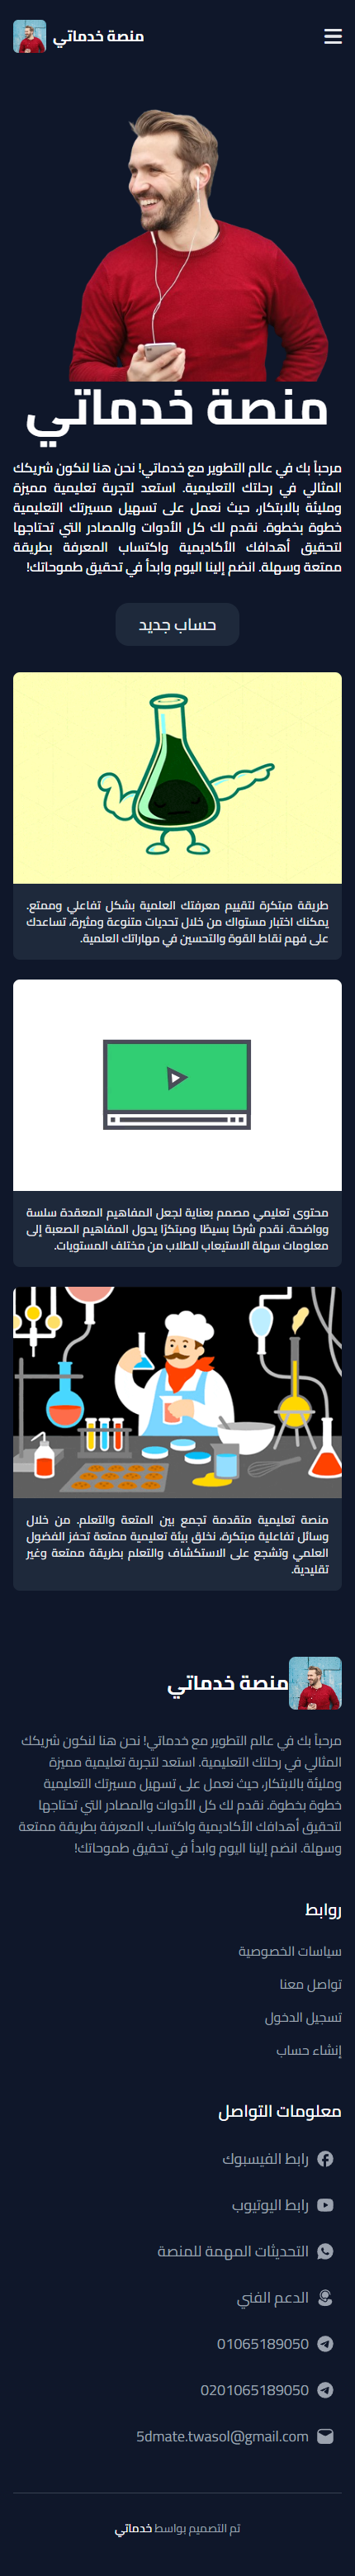 منصة خدماتي
منصة خدماتي
مرحباً بك في عالم التطوير مع خدماتي! نحن هنا لنكون شريكك
المثالي في رحلتك التعليمية. استعد لتجربة تعليمية مميزة
ومليئة بالابتكار، حيث نعمل على تسهيل مسيرتك التعليمية
خطوة بخطوة. نقدم لك كل الأدوات والمصادر التي تحتاجها
لتحقيق أهدافك الأكاديمية واكتساب المعرفة بطريقة
ممتعة وسهلة. انضم إلينا اليوم وابدأ في تحقيق طموحاتك!
حساب جديد
طريقة مبتكرة لتقييم معرفتك العلمية بشكل تفاعلي وممتع.
يمكنك اختبار مستواك من خلال تحديات متنوعة ومثيرة، تساعدك
على فهم نقاط القوة والتحسين في مهاراتك العلمية.
محتوى تعليمي مصمم بعناية لجعل المفاهيم المعقدة سلسة
وواضحة. نقدم شرحًا بسيطًا ومبتكرًا يحول المفاهيم الصعبة إلى
معلومات سهلة الاستيعاب للطلاب من مختلف المستويات.
منصة تعليمية متقدمة تجمع بين المتعة والتعلم. من خلال
وسائل تفاعلية مبتكرة، نخلق بيئة تعليمية ممتعة تحفز الفضول
العلمي وتشجع على الاستكشاف والتعلم بطريقة ممتعة وغير
تقليدية.
منصة خدماتي
مرحباً بك في عالم التطوير مع خدماتي! نحن هنا لنكون شريكك
المثالي في رحلتك التعليمية. استعد لتجربة تعليمية مميزة
ومليئة بالابتكار، حيث نعمل على تسهيل مسيرتك التعليمية
خطوة بخطوة. نقدم لك كل الأدوات والمصادر التي تحتاجها
لتحقيق أهدافك الأكاديمية واكتساب المعرفة بطريقة ممتعة
وسهلة. انضم إلينا اليوم وابدأ في تحقيق طموحاتك!
روابط
سياسات الخصوصية
تواصل معنا
تسجيل الدخول
إنشاء حساب
معلومات التواصل
رابط الفيسبوك
رابط اليوتيوب
التحديثات المهمة للمنصة
الدعم الفني
01065189050
0201065189050
5dmate.twasol@gmail.com
تم التصميم بواسط خدماتي